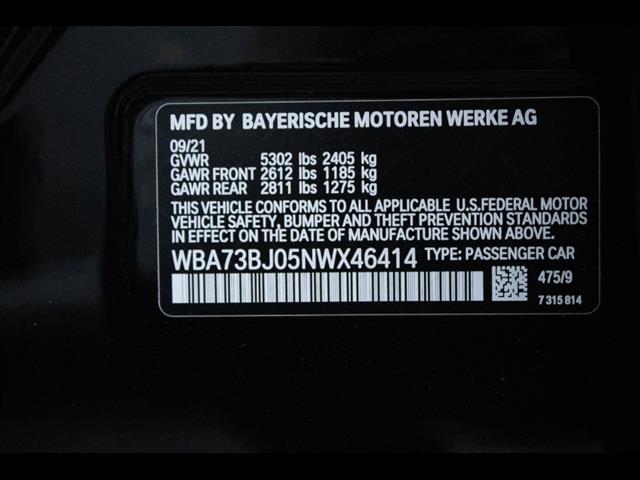 MFD BY BAYERISCHE MOTOREN WERKE AG
09/21
GVWR 5302 lbs 2405 kg
GAWR FRONT 2612 lbs 1185 kg
GAWR REAR 2811 lbs 1275 kg
THIS VEHICLE CONFORMS TO ALL APPLICABLE U.S.FEDERAL MOTOR
VEHICLE SAFETY, BUMPER AND THEFT PREVENTION STANDARDS
IN EFFECT ON THE DATE OF MANUFACTURE SHOWN ABOVE.
WBA73BJ05NWX46414 TYPE: PASSENGER CAR
475/9
7 315 814